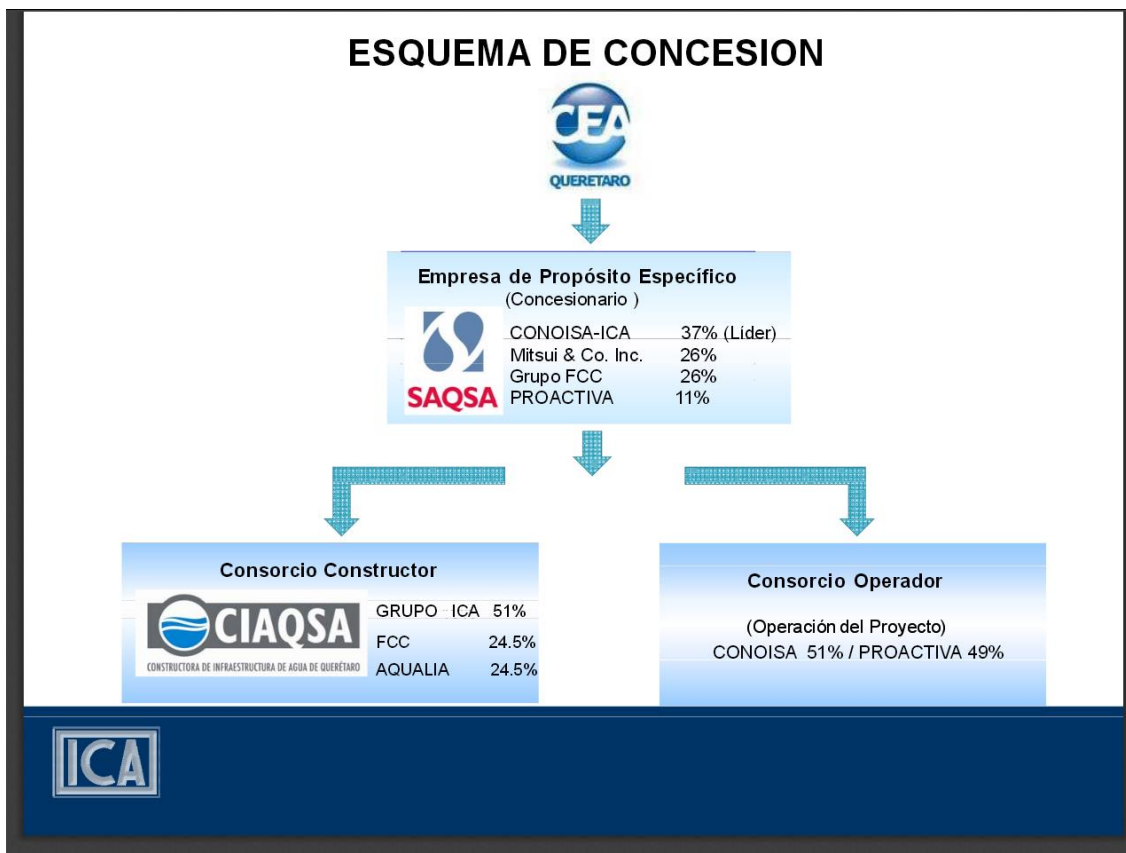 ESQUEMA DE CONCESION
CEA
QUERETARO
Empresa de Propósito Específico
(Concesionario )
SAQSA
CONOISA-ICA 37% (Líder)
Mitsui & Co. Inc. 26%
Grupo FCC 26%
PROACTIVA 11%
Consorcio Constructor
CIAQSA
CONSTRUCTORA DE INFRAESTRUCTURA DE AGUA DE QUERÉTARO
GRUPO ICA 51%
FCC 24.5%
AQUALIA 24.5%
Consorcio Operador
(Operación del Proyecto)
CONOISA 51% / PROACTIVA 49%
ICA